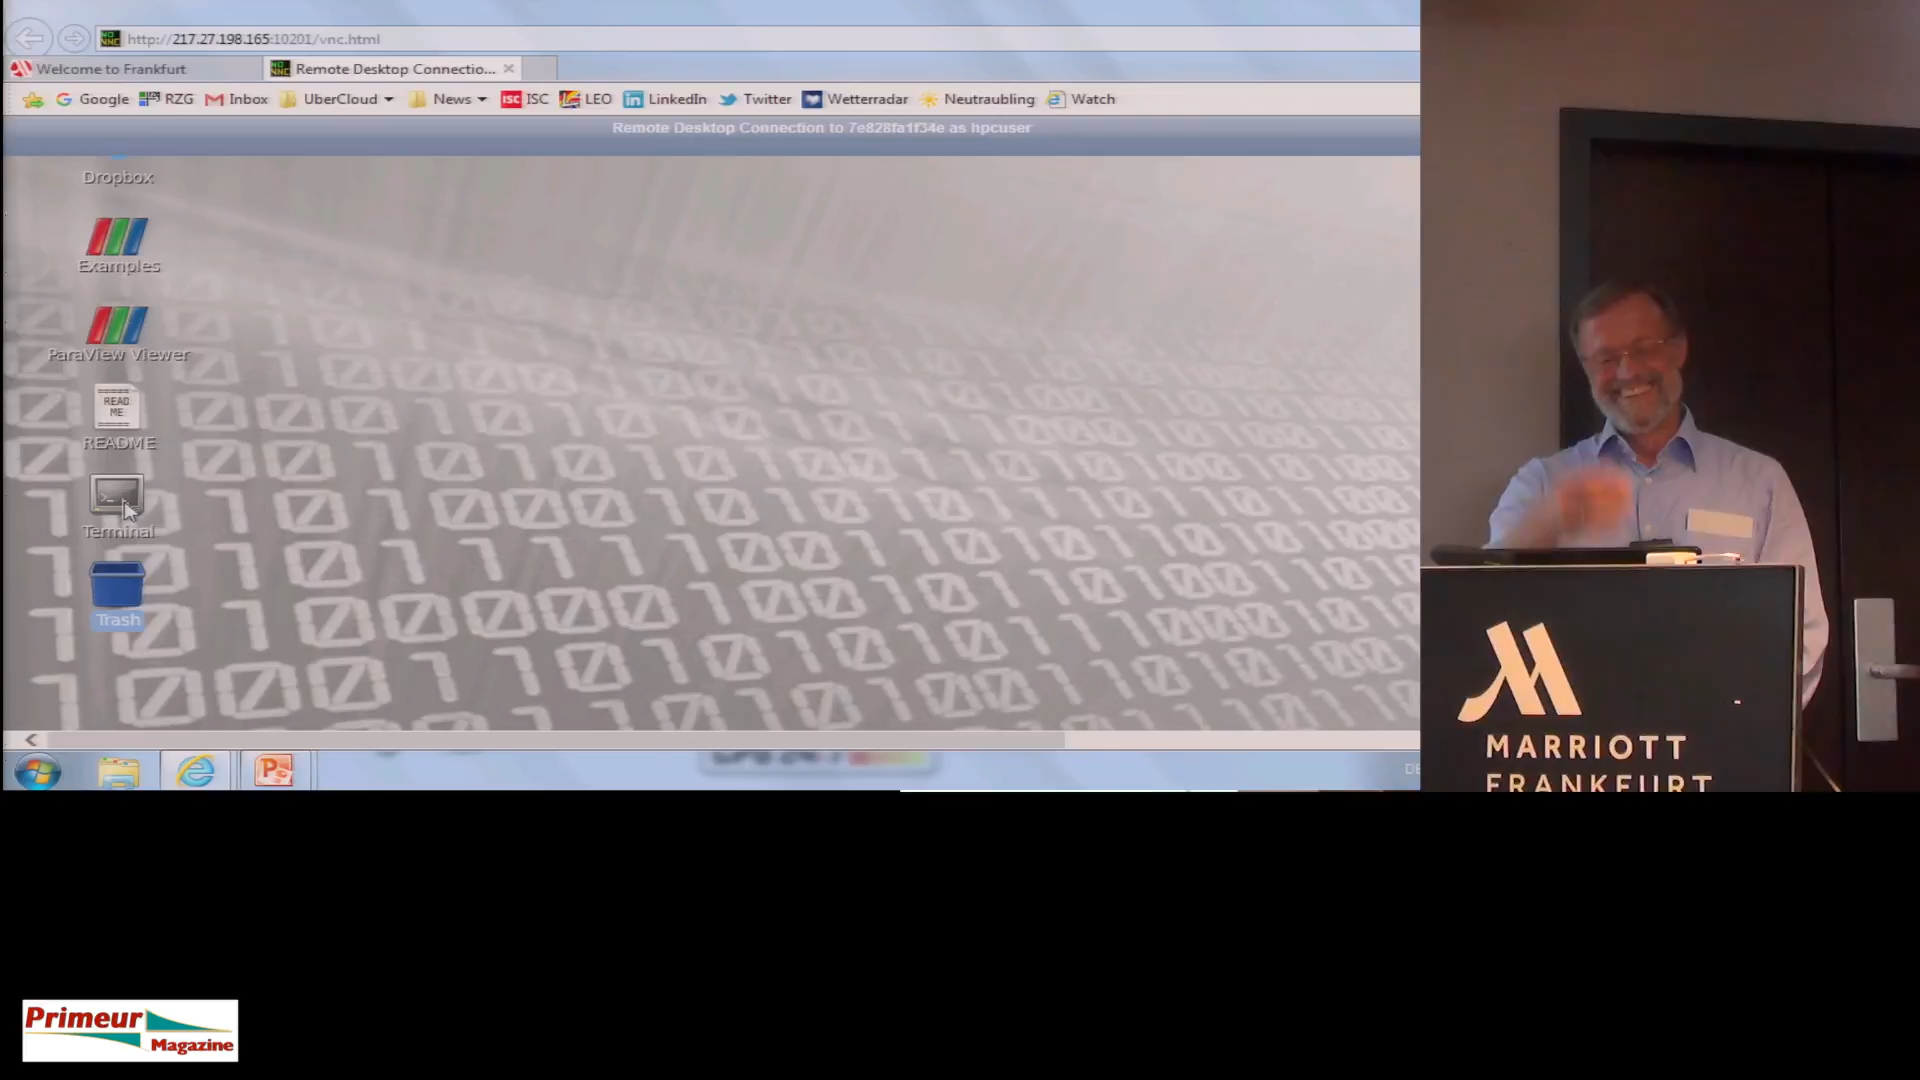 http://217.27.198.165:10201/vnc.html
Welcome to Frankfurt
Remote Desktop Connectio...
Google RZG Inbox UberCloud News ISC ISC LEO LinkedIn Twitter Wetterradar Neutraubling Watch
Remote Desktop Connection to 7e828fa1f34e as hpcuser
Dropbox
Examples
ParaView Viewer
READ
ME
README
Terminal
Trash
MARRIOTT
FRANKFURT
Primeur
Magazine